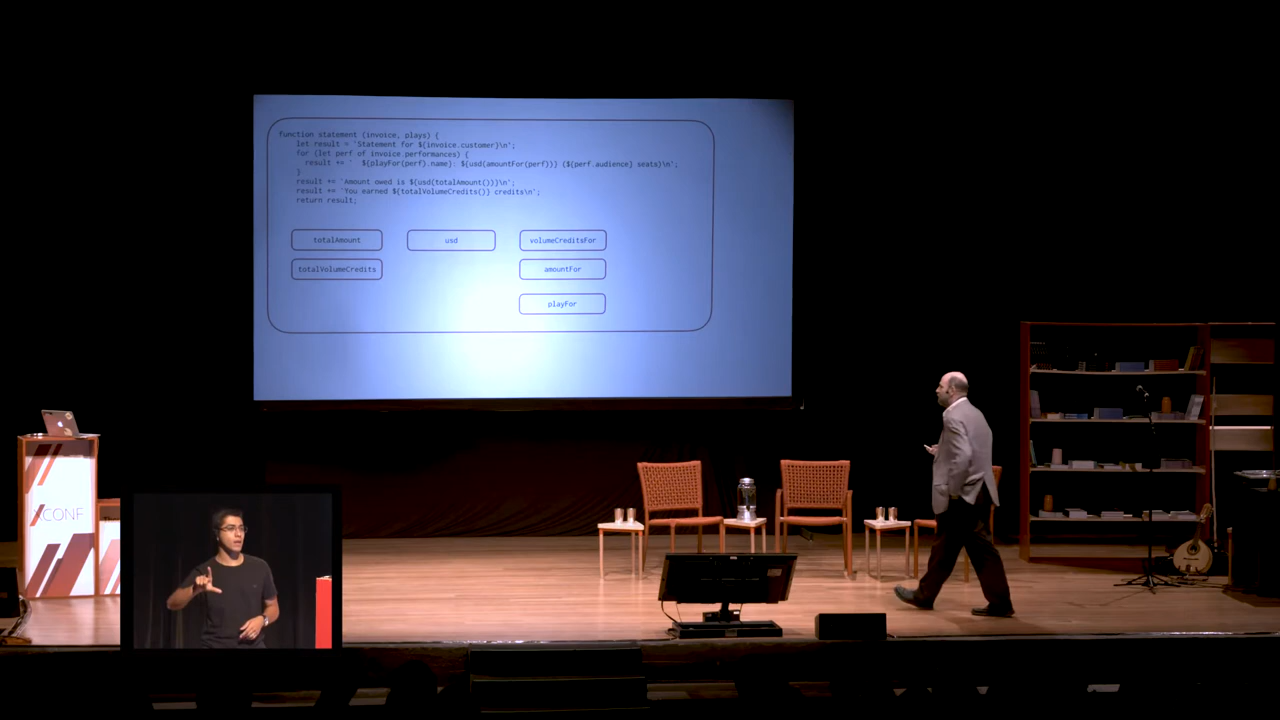 function statement (invoice, plays) {
let result = `Statement for ${invoice.customer}\n`;
for (let perf of invoice.performances) {
result += `  ${playFor(perf).name}: ${usd(amountFor(perf))} (${perf.audience} seats)\n`;
}
result += `Amount owed is ${usd(totalAmount())}\n`;
result += `You earned ${totalVolumeCredits()} credits\n`;
return result;
totalAmount
usd
volumeCreditsFor
totalVolumeCredits
amountFor
playFor
XCONF